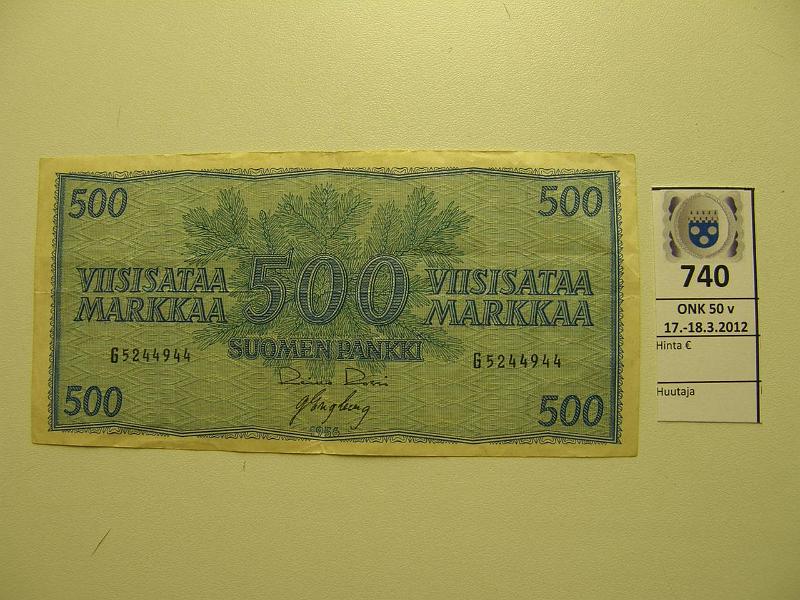 500
500
VIISISATAA
MARKKAA
500
VIISISATAA
MARKKAA
SUOMEN PANKKI
G5244944
G5244944
500
500
1956
740
ONK 50 v
17.-18.3.2012
Hinta €
Huutaja